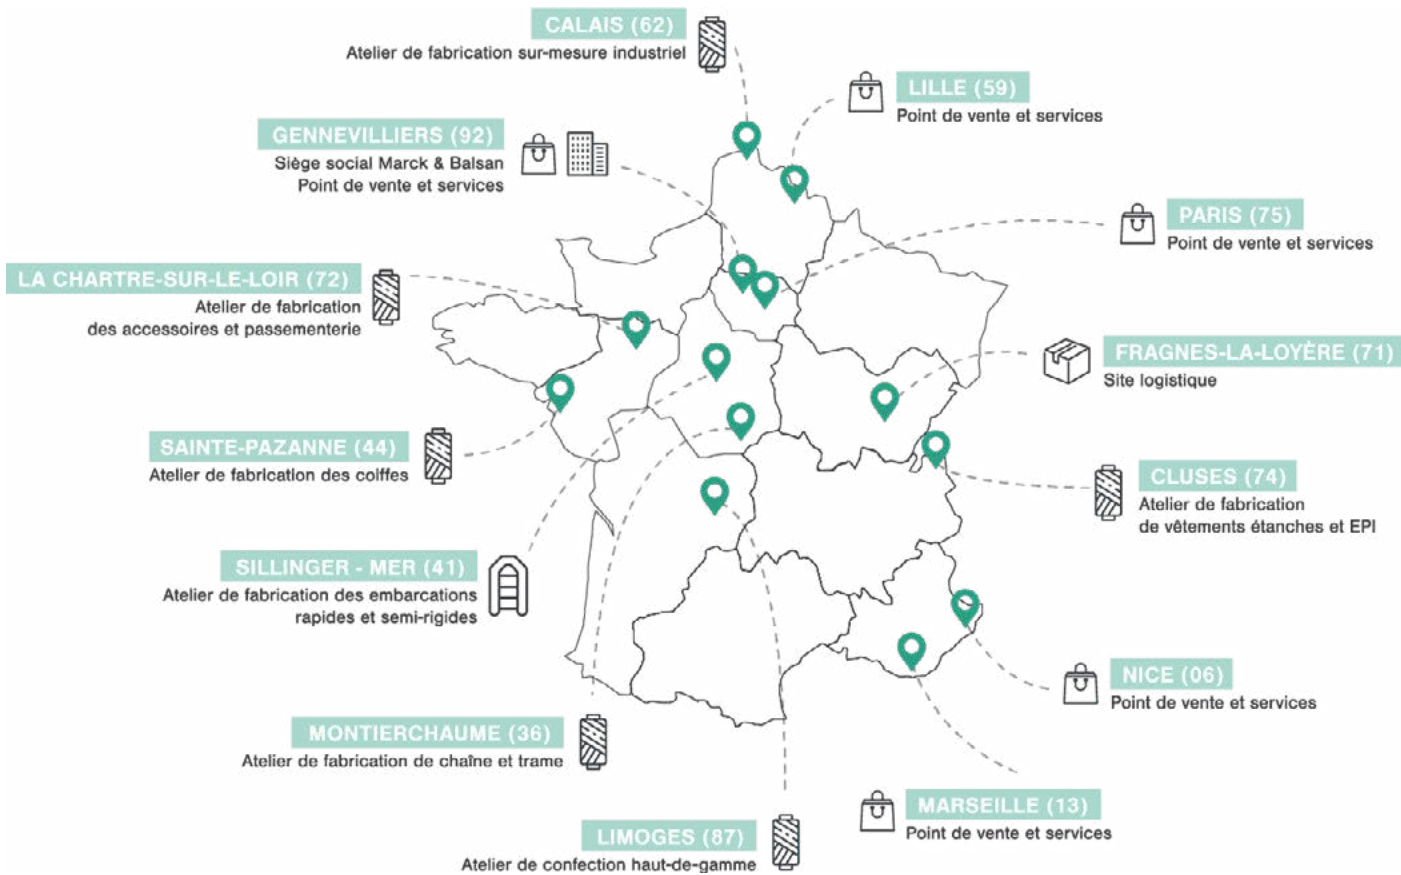 CALAIS (62)
Atelier de fabrication sur-mesure industriel
LILLE (59)
Point de vente et services
GENNEVILLIERS (92)
Siège social Marck & Balsan
Point de vente et services
PARIS (75)
Point de vente et services
LA CHARTRE-SUR-LE-LOIR (72)
Atelier de fabrication
des accessoires et passementerie
FRAGNES-LA-LOYÈRE (71)
Site logistique
SAINTE-PAZANNE (44)
Atelier de fabrication des coiffes
CLUSES (74)
Atelier de fabrication
de vêtements étanches et EPI
SILLINGER - MER (41)
Atelier de fabrication des embarcations
rapides et semi-rigides
NICE (06)
Point de vente et services
MONTIERCHAUME (36)
Atelier de fabrication de chaîne et trame
MARSEILLE (13)
Point de vente et services
LIMOGES (87)
Atelier de confection haut-de-gamme